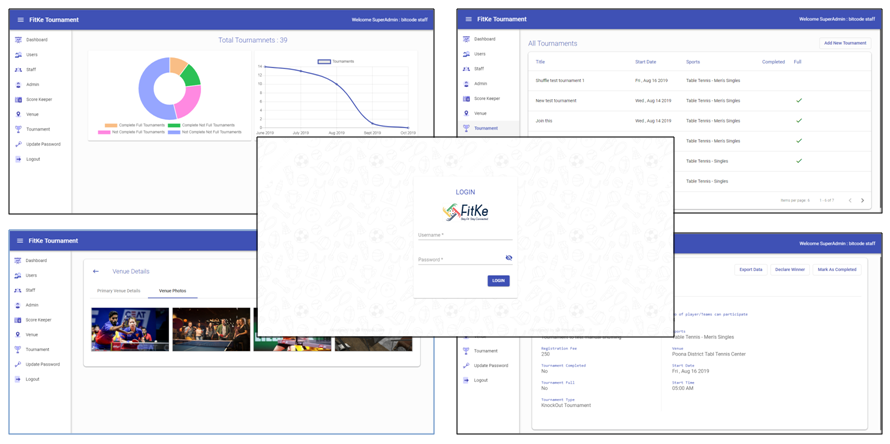 FitKe Tournament
Welcome SuperAdmin : bitcode staff
Dashboard
Users
Staff
Admin
Score Keeper
Venue
Tournament
Update Password
Logout
Total Tournamnets : 39
Complete Full Tournaments
Complete Not Full Tournaments
Not Complete Full Tournaments
Not Complete Not Full Tournaments
Tournaments
14
12
10
8
6
4
2
0
June 2019
July 2019
Aug 2019
Sept 2019
Oct 2019
FitKe Tournament
Welcome SuperAdmin : bitcode staff
Dashboard
Users
Staff
Admin
Score Keeper
Venue
Tournament
All Tournaments
Add New Tournament
Title
Start Date
Sports
Completed
Full
Shuffle test tournament 1
Fri , Aug 16 2019
Table Tennis - Men's Singles
New test tournament
Wed , Aug 14 2019
Table Tennis - Men's Singles
Join this
Wed , Aug 14 2019
Table Tennis - Men's Singles
Table Tennis - Men's Singles
Table Tennis - Singles
Table Tennis - Singles
Items per page: 6
1 - 6 of 7
LOGIN
FitKe
Username *
Password *
LOGIN
FitKe Tournament
Dashboard
Users
Staff
Admin
Score Keeper
Venue
Tournament
Update Password
Logout
Venue Details
Primary Venue Details
Venue Photos
CEAT
Welcome SuperAdmin : bitcode staff
Export Data
Declare Winner
Mark As Completed
of player/Teams can participate
Table Tennis - Men's Singles
Registration Fee
250
Venue
Poona District Tabl Tennis Center
Tournament Completed
No
Start Date
Fri , Aug 16 2019
Tournament Full
No
Start Time
05:00 AM
Tournament Type
KnockOut Tournament
Tournament
Update Password
Logout